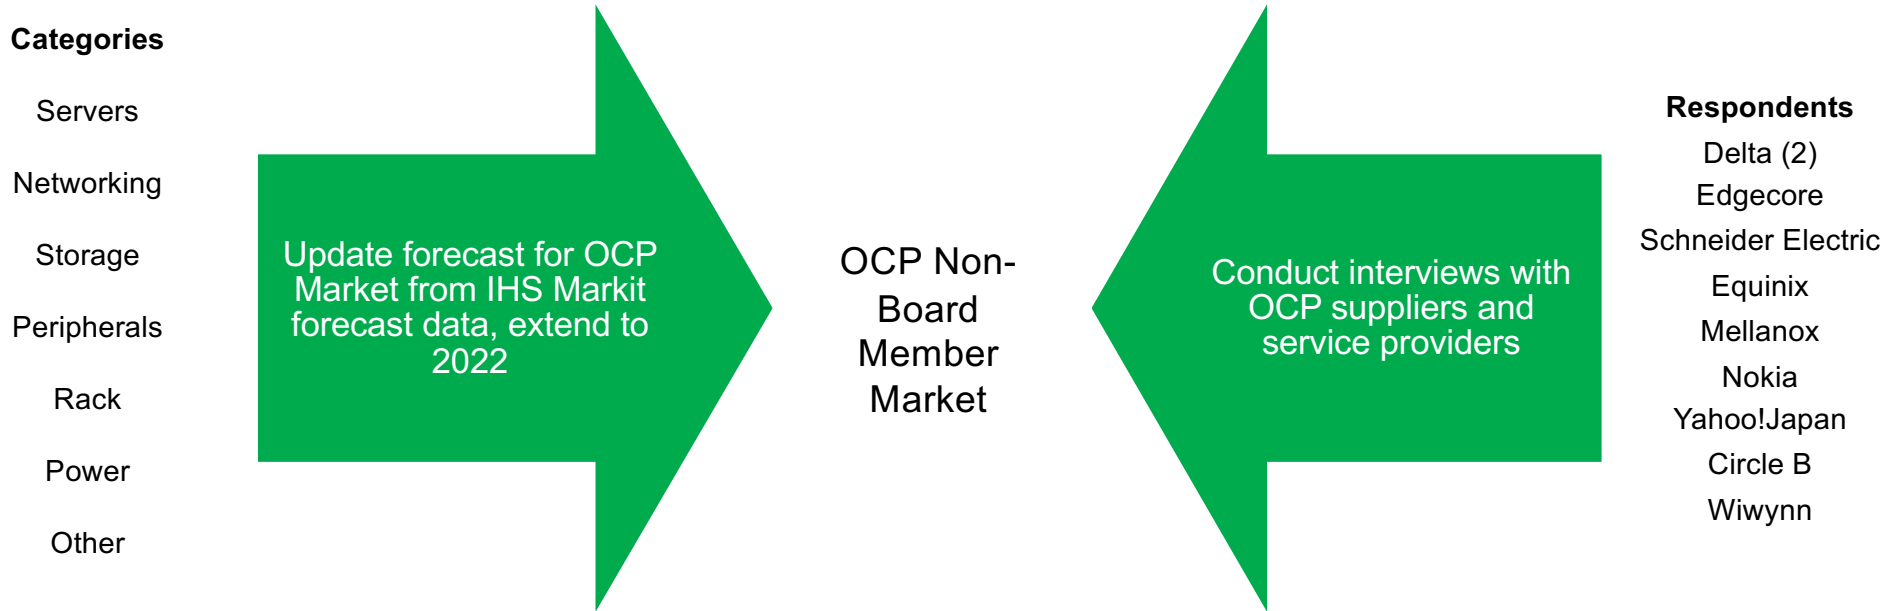 Categories
Servers
Networking
Storage
Peripherals
Rack
Power
Other
Update forecast for OCP
Market from IHS Markit
forecast data, extend to
2022
OCP Non-
Board
Member
Market
Conduct interviews with
OCP suppliers and
service providers
Respondents
Delta (2)
Edgecore
Schneider Electric
Equinix
Mellanox
Nokia
Yahoo!Japan
Circle B
Wiwynn